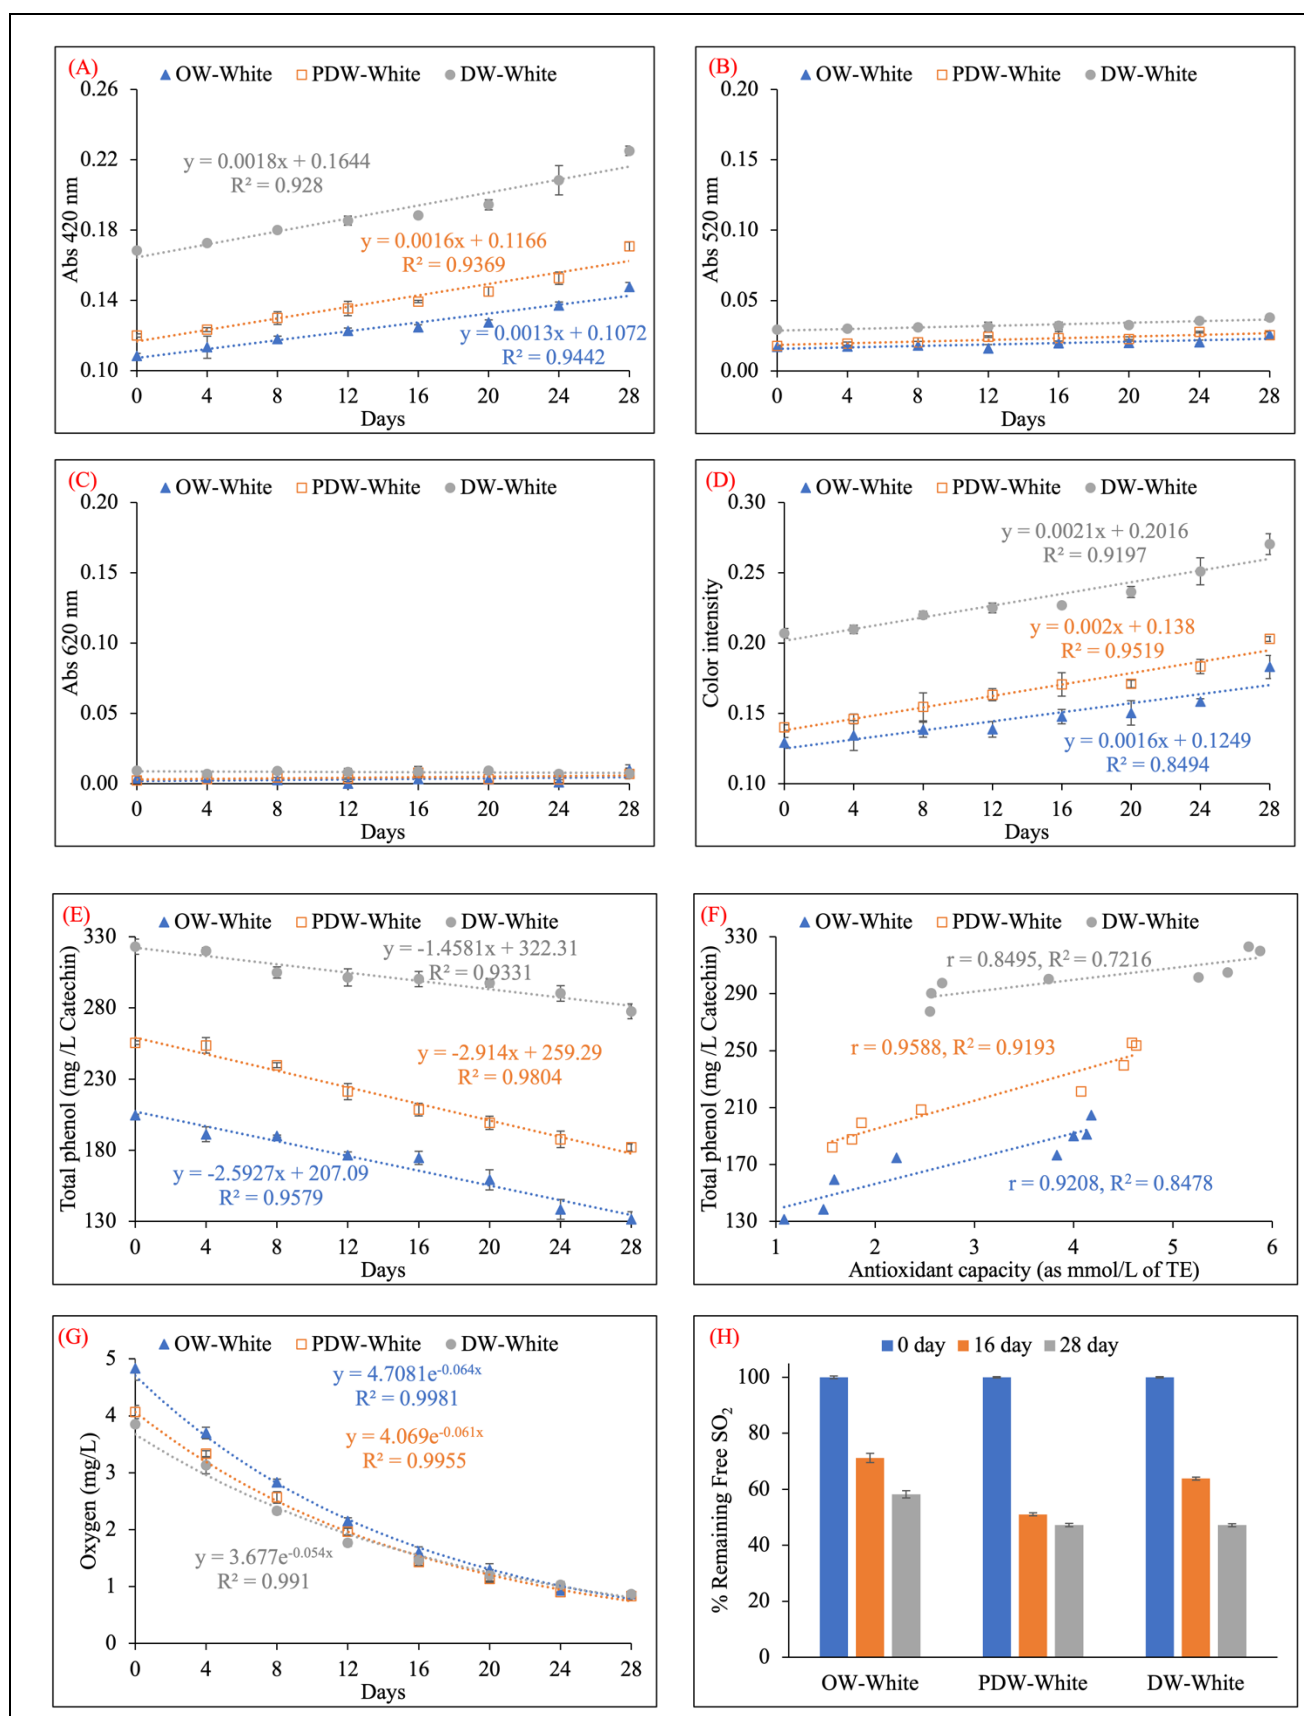 (A)
OW-White PDW-White DW-White
0.26
0.22
0.18
0.14
0.10
Abs 420 nm
y = 0.0018x + 0.1644
R² = 0.928
y = 0.0016x + 0.1166
R² = 0.9369
y = 0.0013x + 0.1072
R² = 0.9442
0 4 8 12 16 20 24 28
Days
(B)
OW-White PDW-White DW-White
0.20
0.15
0.10
0.05
0.00
Abs 520 nm
0 4 8 12 16 20 24 28
Days
(C)
OW-White PDW-White DW-White
0.20
0.15
0.10
0.05
0.00
Abs 620 nm
0 4 8 12 16 20 24 28
Days
(D)
OW-White PDW-White DW-White
0.30
0.25
0.20
0.15
0.10
Color intensity
y = 0.0021x + 0.2016
R² = 0.9197
y = 0.002x + 0.138
R² = 0.9519
y = 0.0016x + 0.1249
R² = 0.8494
0 4 8 12 16 20 24 28
Days
(E)
OW-White PDW-White DW-White
330
280
230
180
130
Total phenol (mg /L Catechin)
y = -1.4581x + 322.31
R² = 0.9331
y = -2.914x + 259.29
R² = 0.9804
y = -2.5927x + 207.09
R² = 0.9579
0 4 8 12 16 20 24 28
Days
(F)
OW-White PDW-White DW-White
330
290
250
210
170
130
Total phenol (mg /L Catechin)
r = 0.8495, R² = 0.7216
r = 0.9588, R² = 0.9193
r = 0.9208, R² = 0.8478
1 2 3 4 5 6
Antioxidant capacity (as mmol/L of TE)
(G)
OW-White PDW-White DW-White
5
4
3
2
1
0
Oxygen (mg/L)
y = 4.7081e^-0.064x
R² = 0.9981
y = 4.069e^-0.061x
R² = 0.9955
y = 3.677e^-0.054x
R² = 0.991
0 4 8 12 16 20 24 28
Days
(H)
0 day 16 day 28 day
100
80
60
40
20
0
% Remaining Free SO₂
OW-White PDW-White DW-White